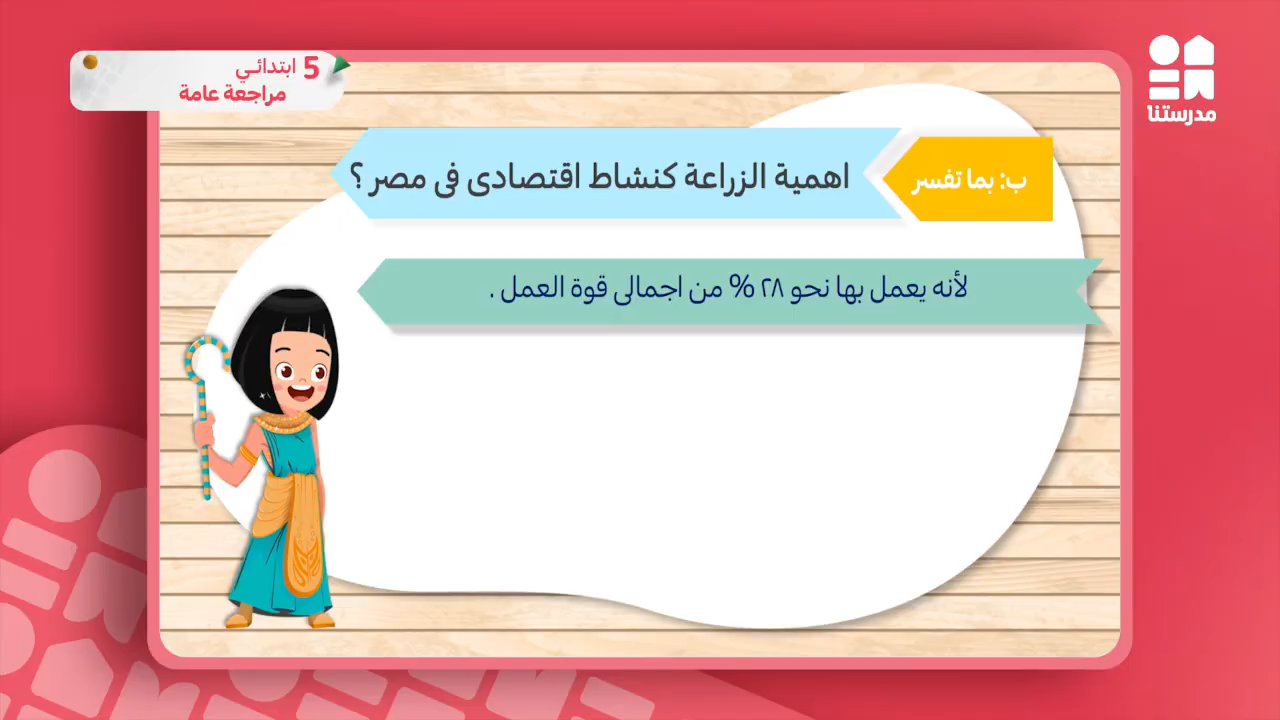 5 ابتدائي
مراجعة عامة
مدرستنا
ب: بما تفسر
اهمية الزراعة كنشاط اقتصادى فى مصر ؟
لأنه يعمل بها نحو ٢٨ % من اجمالى قوة العمل .